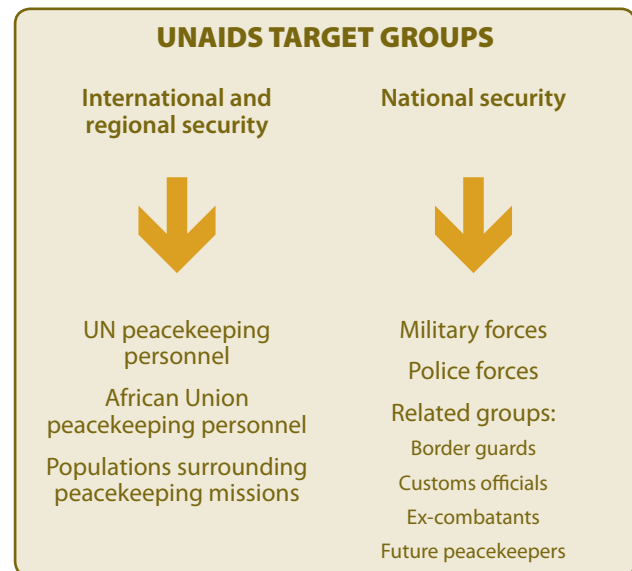 UNAIDS TARGET GROUPS
International and
regional security
UN peacekeeping
personnel
African Union
peacekeeping personnel
Populations surrounding
peacekeeping missions
National security
Military forces
Police forces
Related groups:
Border guards
Customs officials
Ex-combatants
Future peacekeepers